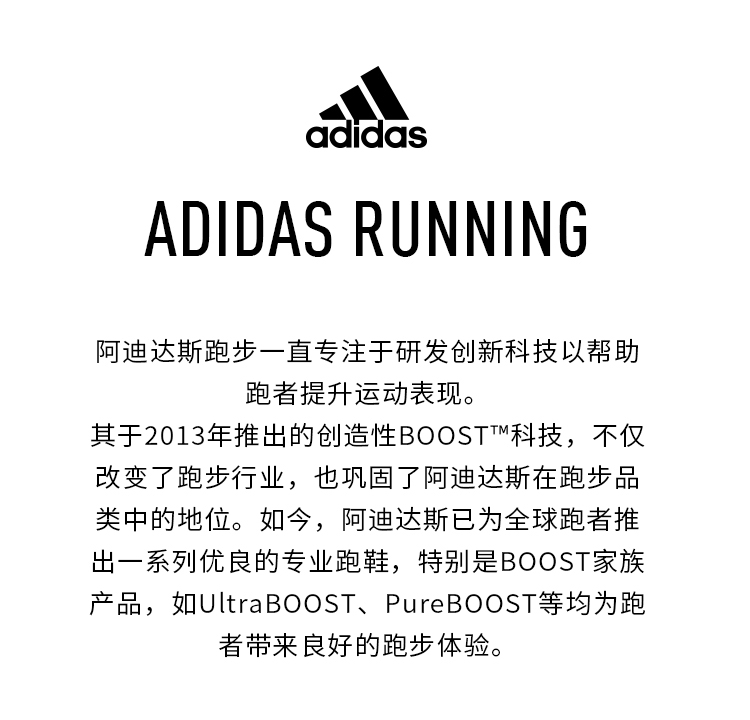 adidas
ADIDAS RUNNING
阿迪达斯跑步一直专注于研发创新科技以帮助
跑者提升运动表现。
其于2013年推出的创造性BOOST™科技，不仅
改变了跑步行业，也巩固了阿迪达斯在跑步品
类中的地位。如今，阿迪达斯已为全球跑者推
出一系列优良的专业跑鞋，特别是BOOST家族
产品，如UltraBOOST、PureBOOST等均为跑
者带来良好的跑步体验。